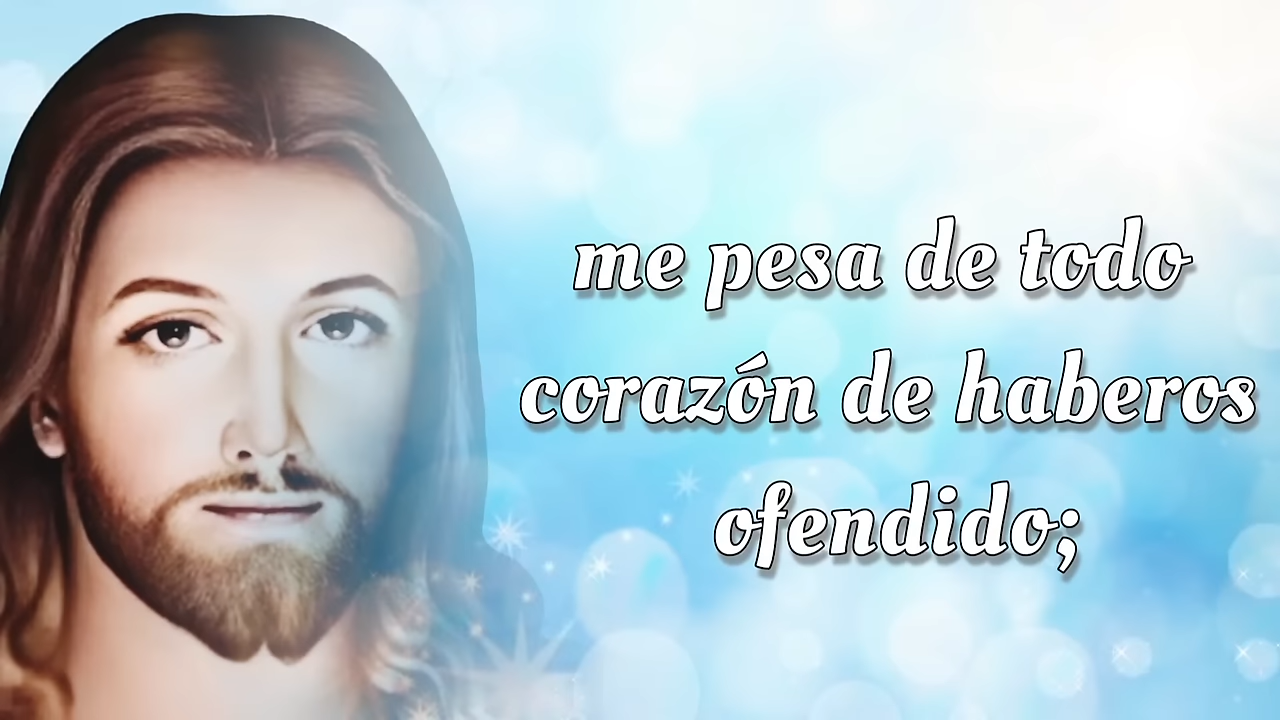 me pesa de todo
corazón de haberos
ofendido;